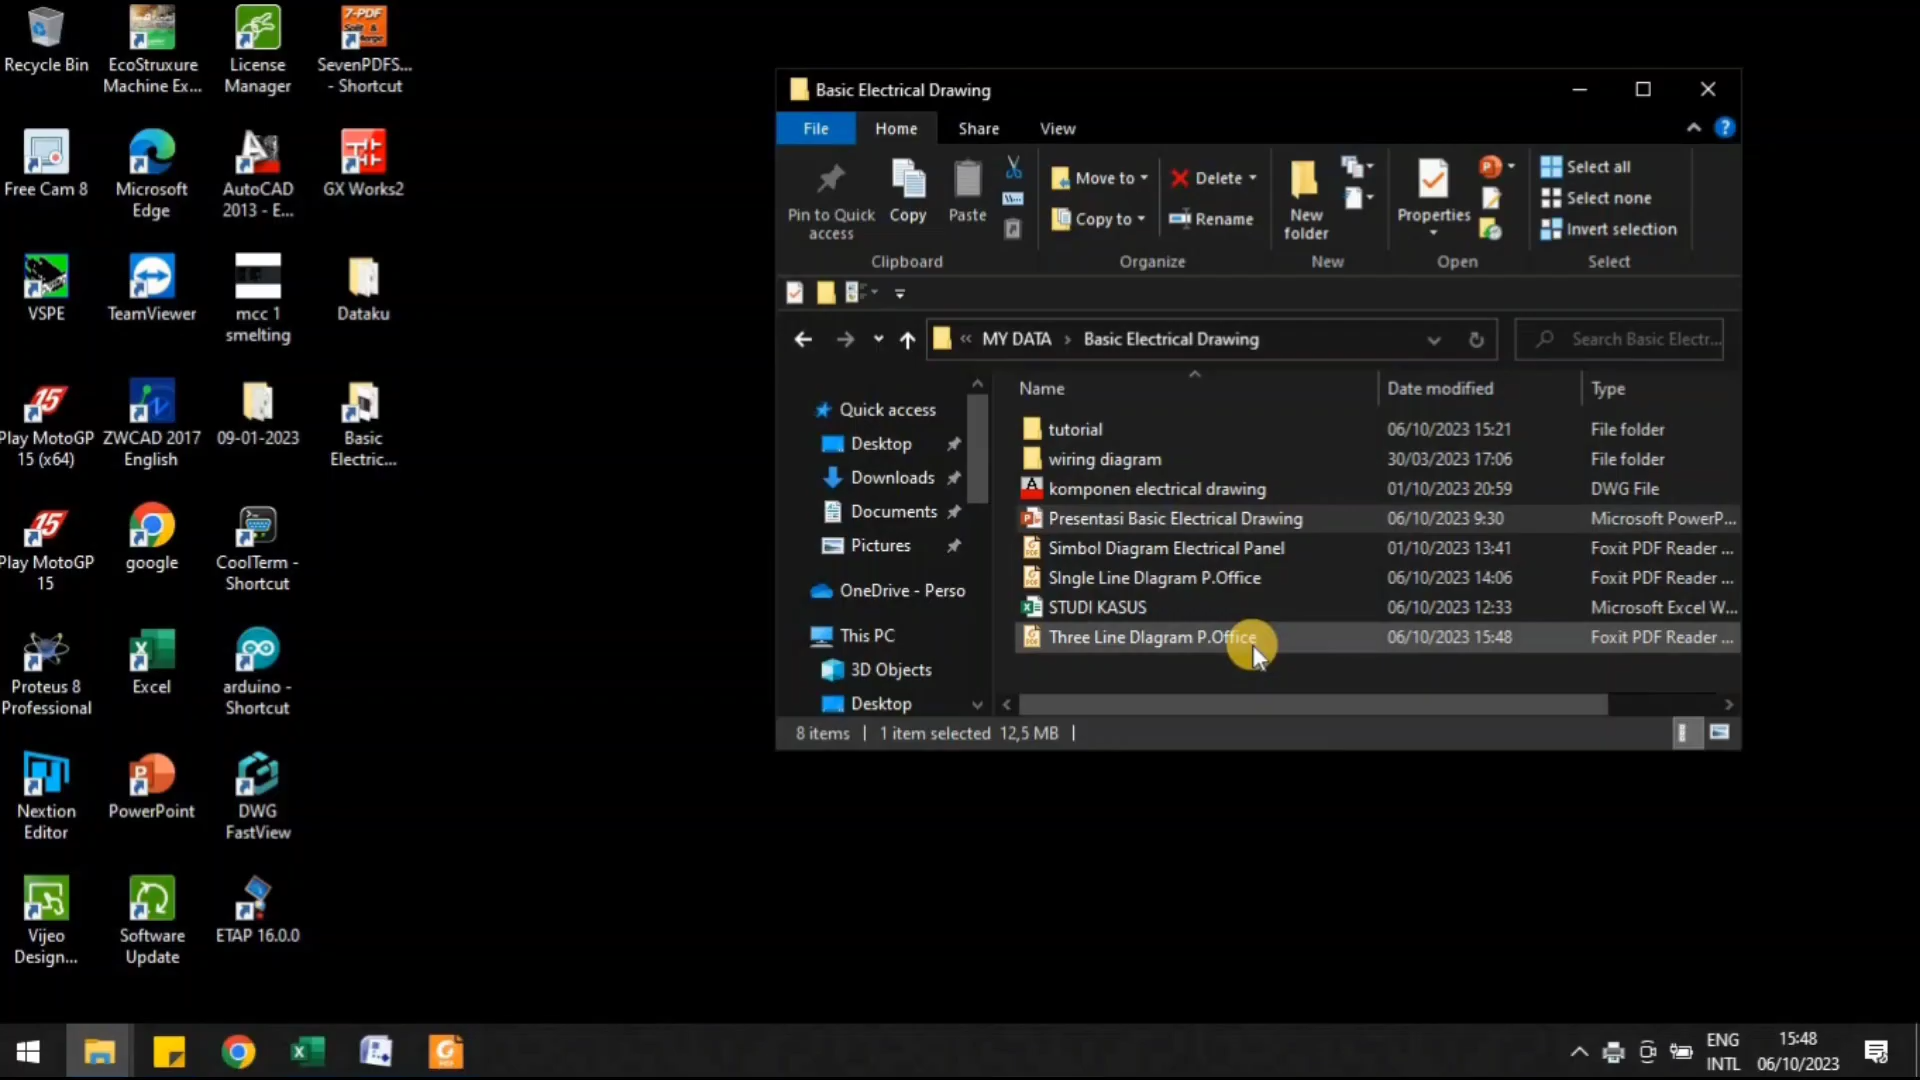 Recycle Bin
EcoStruxure
Machine Ex...
License
Manager
7-PDF
Split &
Merge
SevenPDFS...
- Shortcut
Free Cam 8
Microsoft
Edge
AutoCAD
2013 - E...
GX Works2
VSPE
TeamViewer
mcc 1
smelting
Dataku
15
Play MotoGP
15 (x64)
ZWCAD 2017
English
09-01-2023
Basic
Electric...
15
Play MotoGP
15
google
CoolTerm -
Shortcut
Proteus 8
Professional
Excel
arduino -
Shortcut
Nextion
Editor
PowerPoint
DWG
FastView
Vijeo
Design...
Software
Update
ETAP 16.0.0
Basic Electrical Drawing
File
Home
Share
View
Pin to Quick
access
Copy
Paste
Move to
Copy to
Delete
Rename
New
folder
Properties
Select all
Select none
Invert selection
Clipboard
Organize
New
Open
Select
« MY DATA › Basic Electrical Drawing
Search Basic Electr...
Quick access
Desktop
Downloads
Documents
Pictures
OneDrive - Perso
This PC
3D Objects
Desktop
Name Date modified Type
tutorial 06/10/2023 15:21 File folder
wiring diagram 30/03/2023 17:06 File folder
komponen electrical drawing 01/10/2023 20:59 DWG File
Presentasi Basic Electrical Drawing 06/10/2023 9:30 Microsoft PowerP...
Simbol Diagram Electrical Panel 01/10/2023 13:41 Foxit PDF Reader ...
SIngle Line DIagram P.Office 06/10/2023 14:06 Foxit PDF Reader ...
STUDI KASUS 06/10/2023 12:33 Microsoft Excel W...
Three Line DIagram P.Office 06/10/2023 15:48 Foxit PDF Reader ...
8 items | 1 item selected 12,5 MB |
ENG
INTL
15:48
06/10/2023